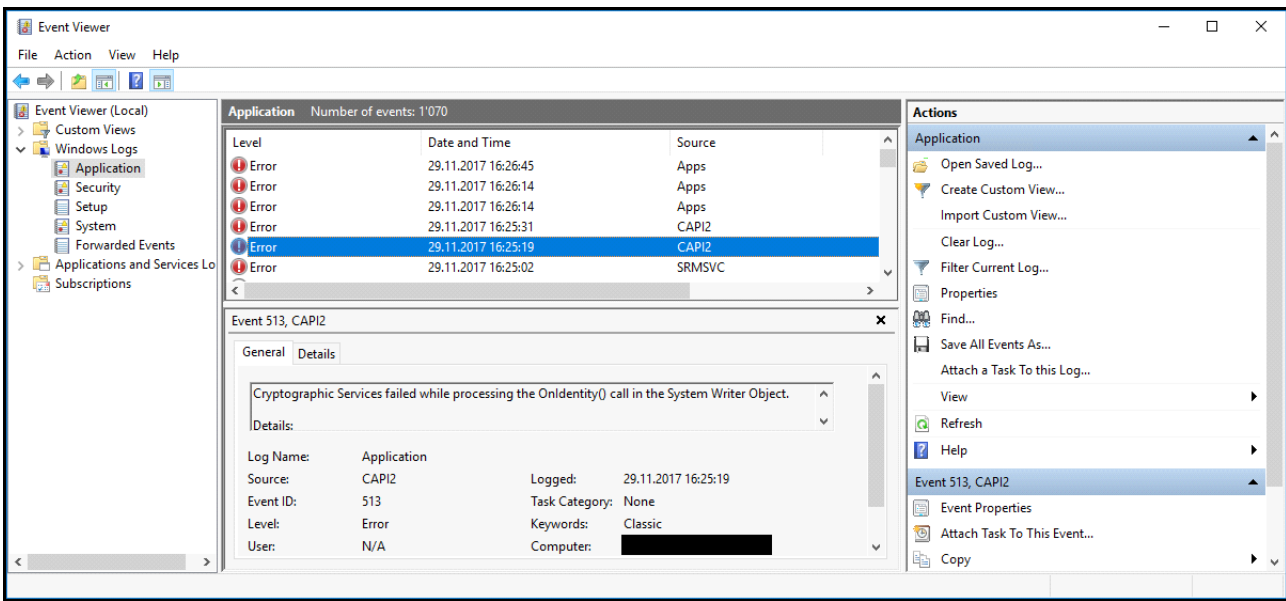 Event Viewer
File Action View Help
Event Viewer (Local)
Custom Views
Windows Logs
Application
Security
Setup
System
Forwarded Events
Applications and Services Lo
Subscriptions
Application Number of events: 1'070
Level Date and Time Source
Error 29.11.2017 16:26:45 Apps
Error 29.11.2017 16:26:14 Apps
Error 29.11.2017 16:26:14 Apps
Error 29.11.2017 16:25:31 CAPI2
Error 29.11.2017 16:25:19 CAPI2
Error 29.11.2017 16:25:02 SRMSVC
Event 513, CAPI2
General Details
Cryptographic Services failed while processing the OnIdentity() call in the System Writer Object.
Details:
Log Name: Application
Source: CAPI2 Logged: 29.11.2017 16:25:19
Event ID: 513 Task Category: None
Level: Error Keywords: Classic
User: N/A Computer:
Actions
Application
Open Saved Log...
Create Custom View...
Import Custom View...
Clear Log...
Filter Current Log...
Properties
Find...
Save All Events As...
Attach a Task To this Log...
View
Refresh
Help
Event 513, CAPI2
Event Properties
Attach Task To This Event...
Copy